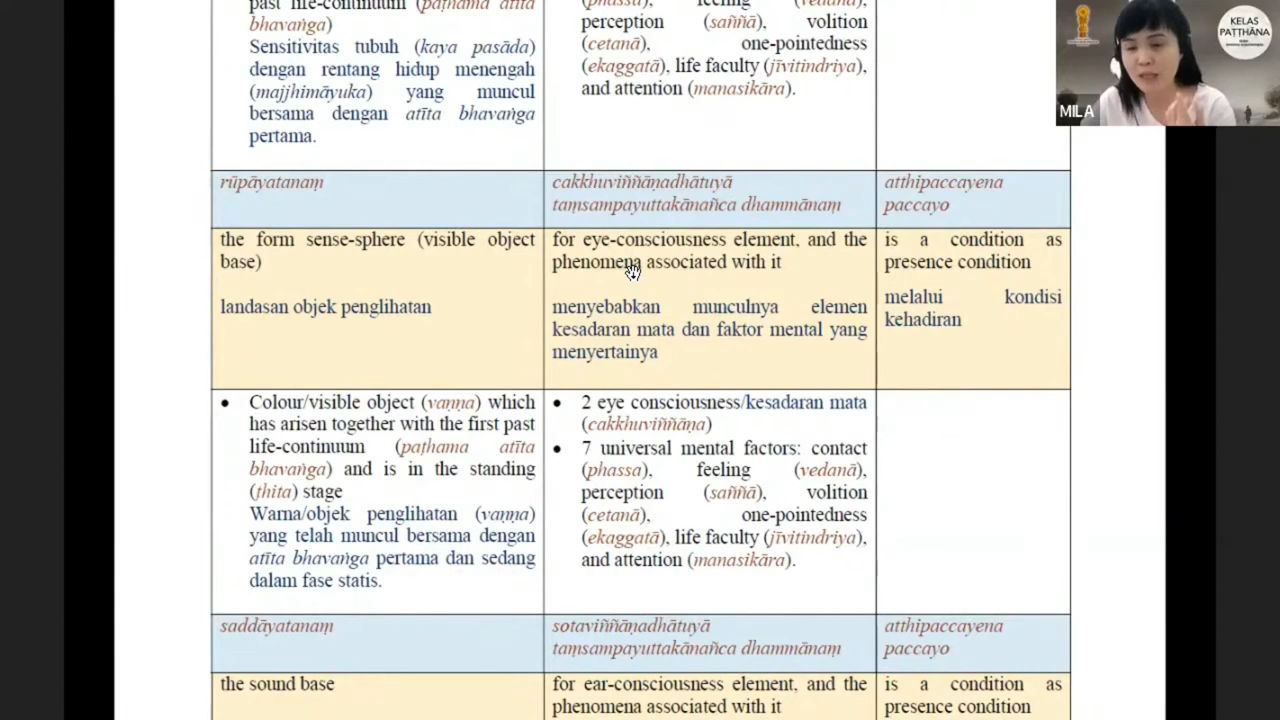 past life-continuum (paṭhama atīta
bhavaṅga)
Sensitivitas tubuh (kaya pasāda)
dengan rentang hidup menengah
(majjhimāyuka) yang muncul
bersama dengan atīta bhavaṅga
pertama.
(phassa), feeling (vedanā),
perception (saññā), volition
(cetanā), one-pointedness
(ekaggatā), life faculty (jīvitindriya),
and attention (manasikāra).
rūpāyatanaṃ
cakkhuviññāṇadhātuyā
taṃsampayuttakānañca dhammānaṃ
atthipaccayena
paccayo
the form sense-sphere (visible object
base)
landasan objek penglihatan
for eye-consciousness element, and the
phenomena associated with it
menyebabkan munculnya elemen
kesadaran mata dan faktor mental yang
menyertainya
is a condition as
presence condition
melalui kondisi
kehadiran
• Colour/visible object (vaṇṇa) which
has arisen together with the first past
life-continuum (paṭhama atīta
bhavaṅga) and is in the standing
(ṭhita) stage
Warna/objek penglihatan (vaṇṇa)
yang telah muncul bersama dengan
atīta bhavaṅga pertama dan sedang
dalam fase statis.
• 2 eye consciousness/kesadaran mata
(cakkhuviññāṇa)
• 7 universal mental factors: contact
(phassa), feeling (vedanā),
perception (saññā), volition
(cetanā), one-pointedness
(ekaggatā), life faculty (jīvitindriya),
and attention (manasikāra).
saddāyatanaṃ
sotaviññāṇadhātuyā
taṃsampayuttakānañca dhammānaṃ
atthipaccayena
paccayo
the sound base
for ear-consciousness element, and the
phenomena associated with it
is a condition as
presence condition
KELAS
PAṬṬHĀNA
MILA